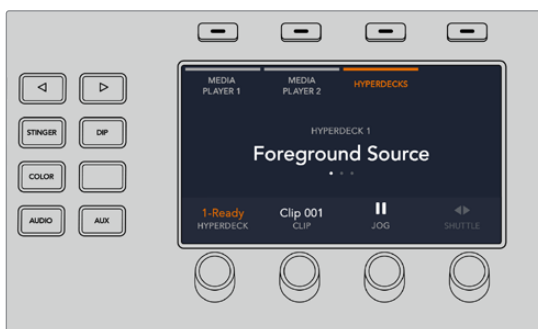 MEDIA
PLAYER 1
MEDIA
PLAYER 2
HYPERDECKS
HYPERDECK 1
Foreground Source
1-Ready
HYPERDECK
Clip 001
CLIP
JOG
SHUTTLE
STINGER
DIP
COLOR
AUDIO
AUX